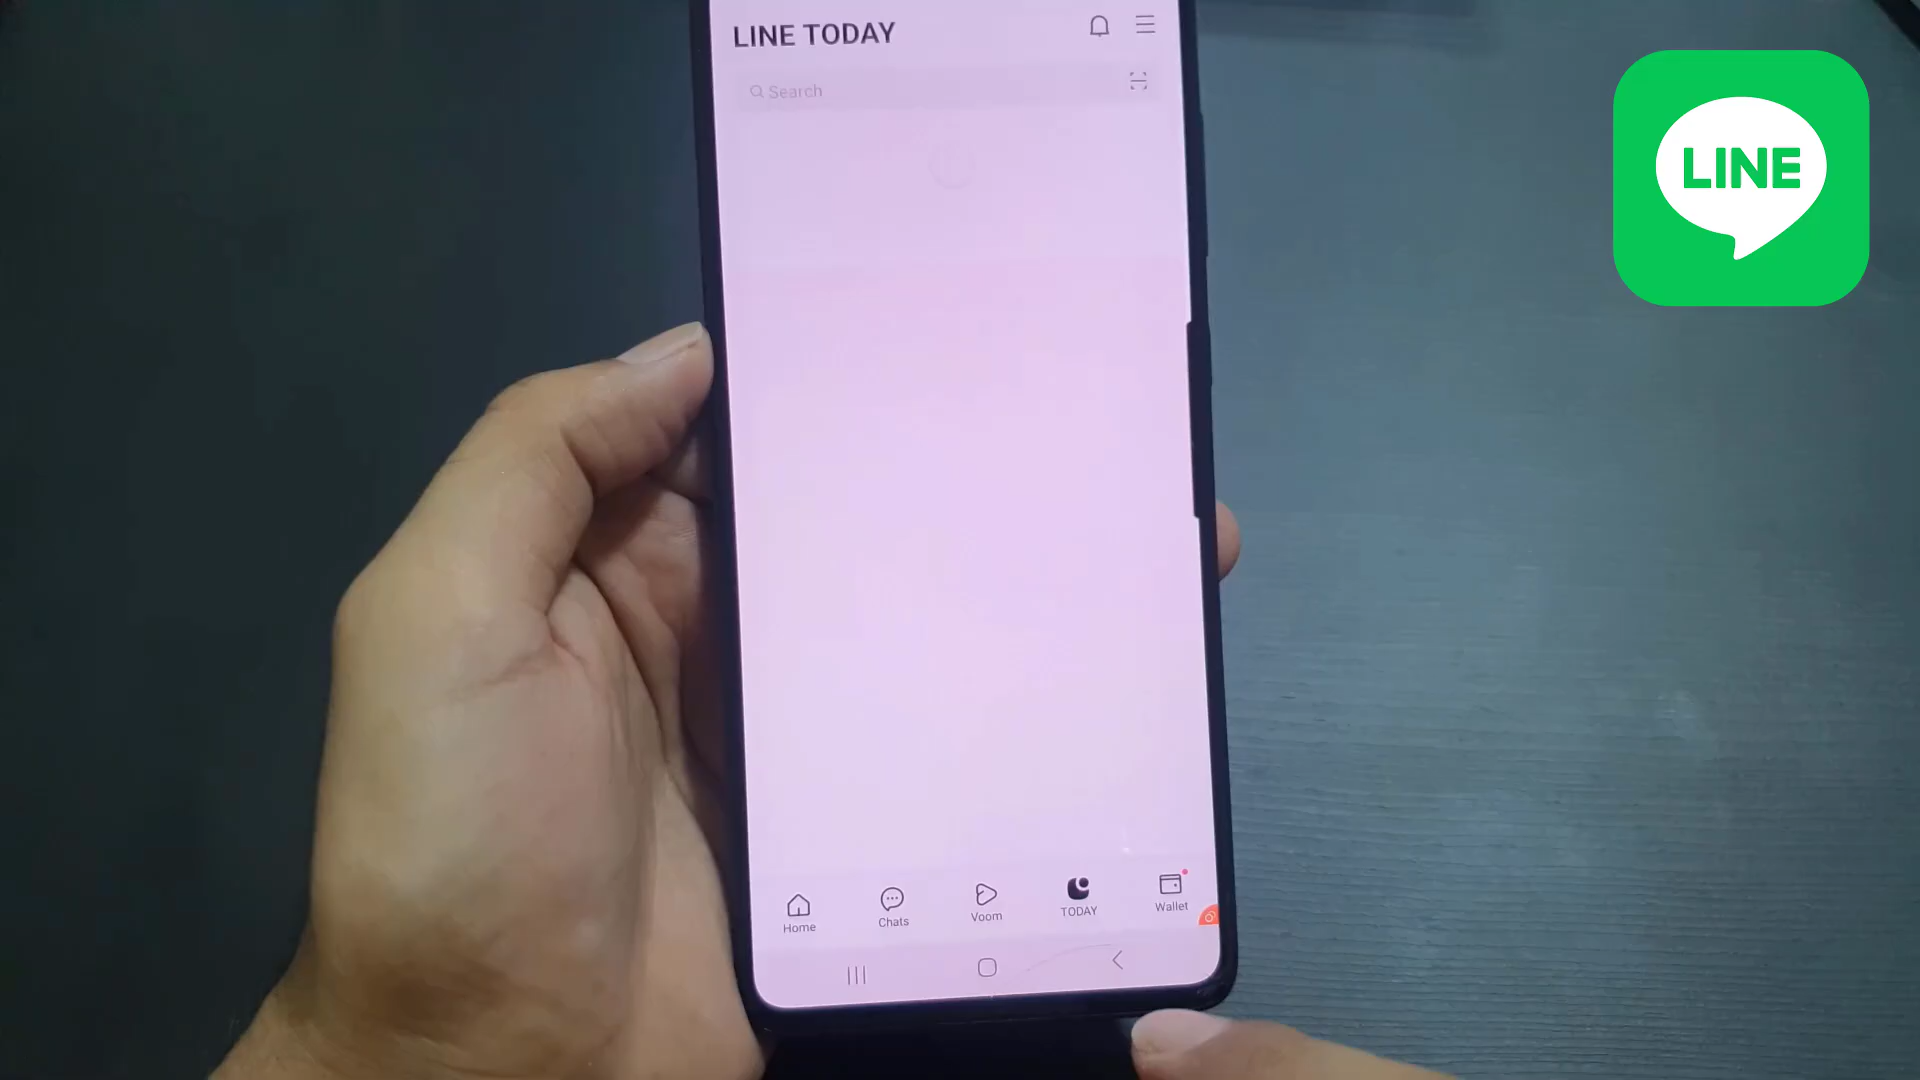 LINE TODAY
Search
LINE
Home
Chats
Voom
TODAY
Wallet